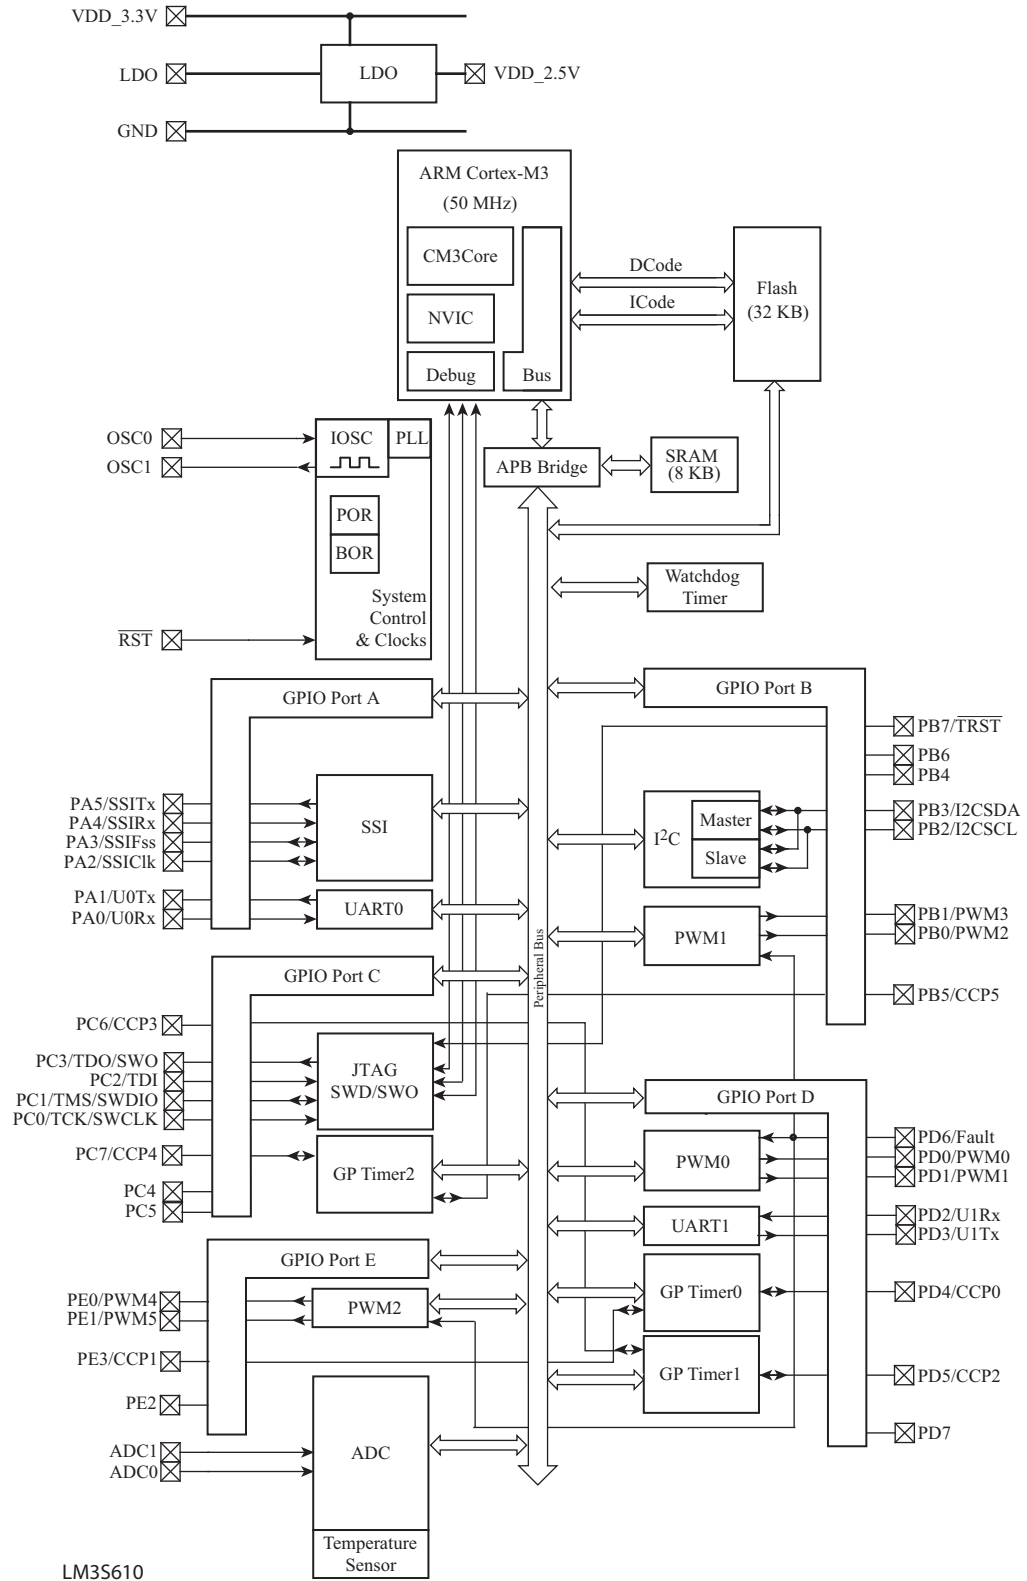 VDD_3.3V
LDO
LDO
VDD_2.5V
GND
ARM Cortex-M3
(50 MHz)
CM3Core
NVIC
Debug
Bus
DCode
ICode
Flash
(32 KB)
OSC0
OSC1
IOSC
PLL
POR
BOR
System
Control
& Clocks
RST
APB Bridge
SRAM
(8 KB)
Watchdog
Timer
Peripheral Bus
GPIO Port A
PA5/SSITx
PA4/SSIRx
PA3/SSIFss
PA2/SSIClk
SSI
PA1/U0Tx
PA0/U0Rx
UART0
GPIO Port B
PB7/TRST
PB6
PB4
PB3/I2CSDA
PB2/I2CSCL
I²C
Master
Slave
PWM1
PB1/PWM3
PB0/PWM2
PB5/CCP5
GPIO Port C
PC6/CCP3
PC3/TDO/SWO
PC2/TDI
PC1/TMS/SWDIO
PC0/TCK/SWCLK
JTAG
SWD/SWO
PC7/CCP4
GP Timer2
PC4
PC5
GPIO Port D
PD6/Fault
PD0/PWM0
PD1/PWM1
PWM0
PD2/U1Rx
PD3/U1Tx
UART1
GP Timer0
PD4/CCP0
GP Timer1
PD5/CCP2
PD7
GPIO Port E
PE0/PWM4
PE1/PWM5
PWM2
PE3/CCP1
PE2
ADC1
ADC0
ADC
Temperature
Sensor
LM3S610